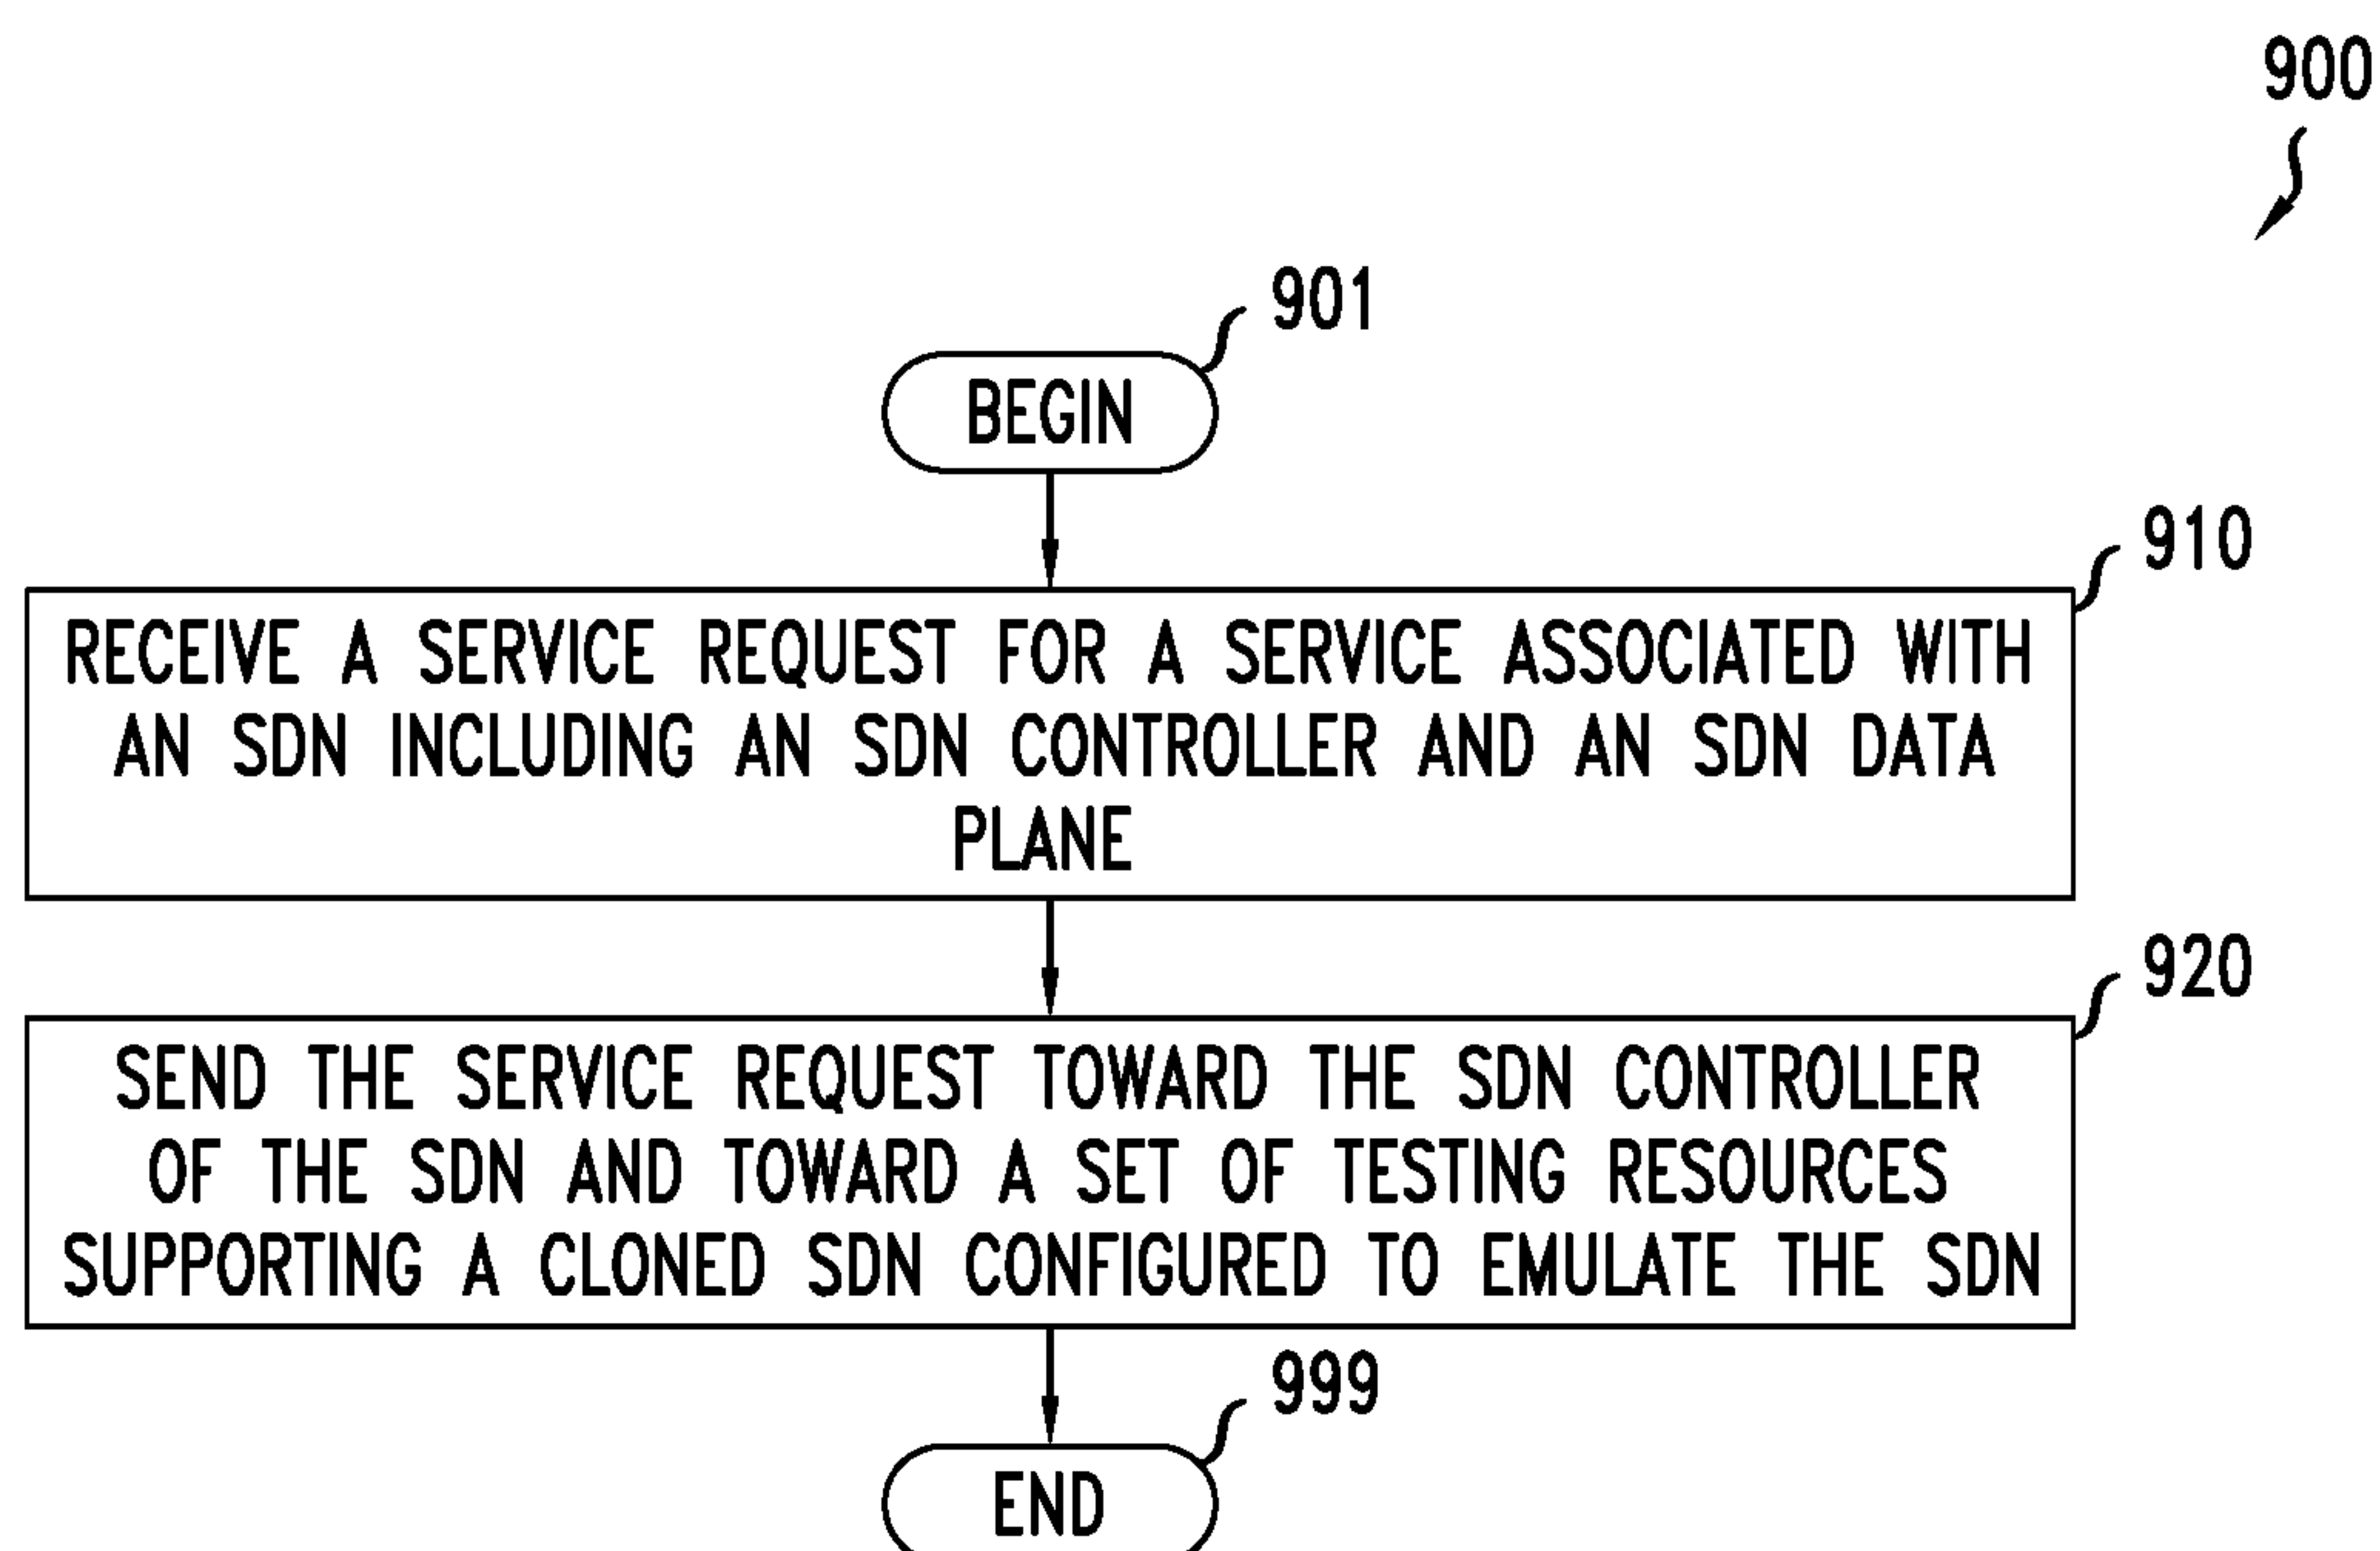 900
901
BEGIN
910
RECEIVE A SERVICE REQUEST FOR A SERVICE ASSOCIATED WITH
AN SDN INCLUDING AN SDN CONTROLLER AND AN SDN DATA
PLANE
920
SEND THE SERVICE REQUEST TOWARD THE SDN CONTROLLER
OF THE SDN AND TOWARD A SET OF TESTING RESOURCES
SUPPORTING A CLONED SDN CONFIGURED TO EMULATE THE SDN
999
END